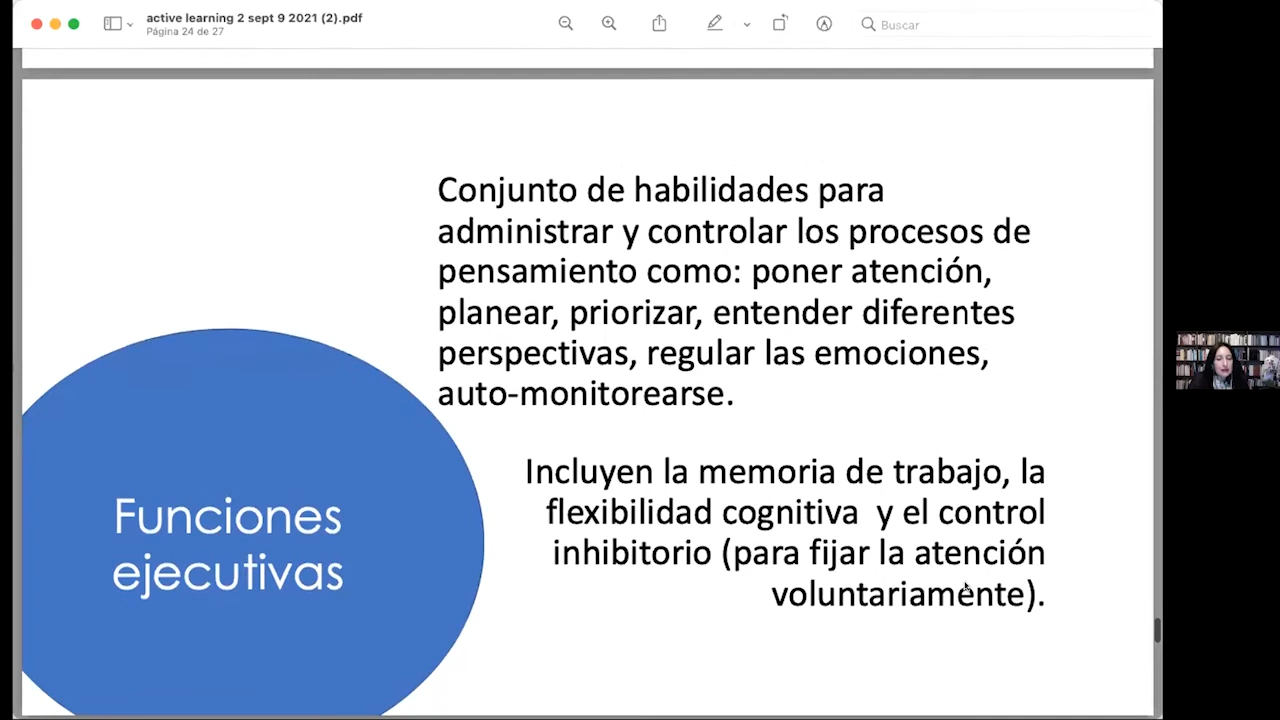 active learning 2 sept 9 2021 (2).pdf
Página 24 de 27
Buscar
Conjunto de habilidades para
administrar y controlar los procesos de
pensamiento como: poner atención,
planear, priorizar, entender diferentes
perspectivas, regular las emociones,
auto-monitorearse.
Incluyen la memoria de trabajo, la
flexibilidad cognitiva y el control
inhibitorio (para fijar la atención
voluntariamente).
Funciones
ejecutivas